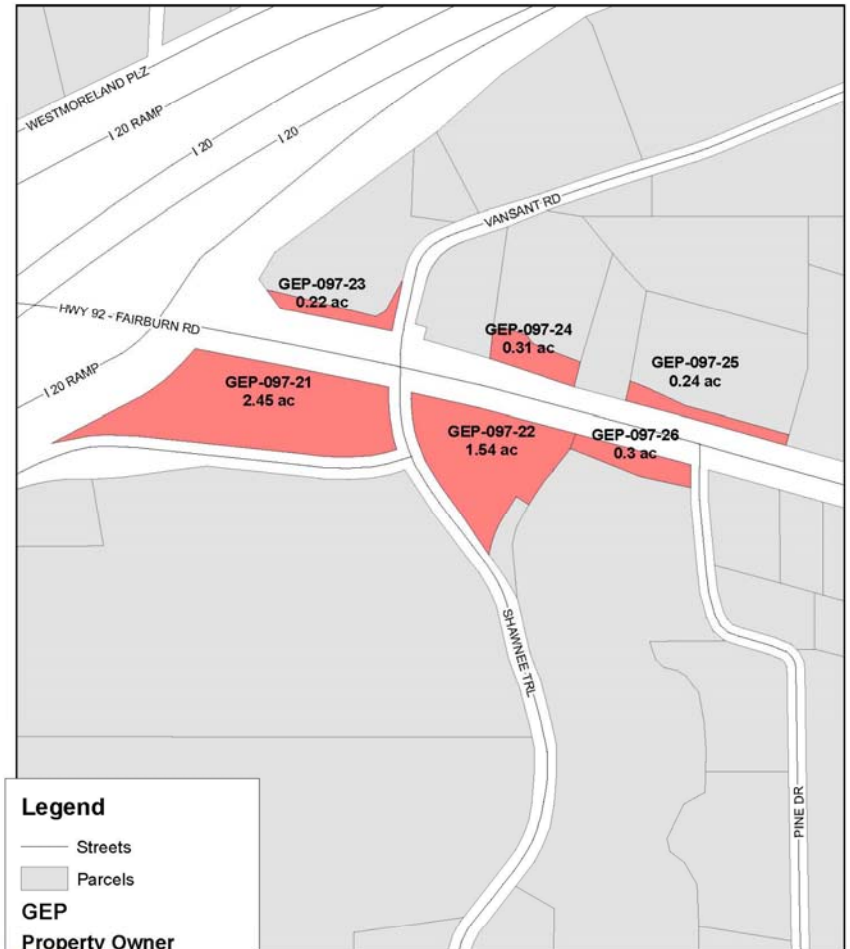 WESTMORELAND PLZ
I 20 RAMP
I 20
I 20
VANSANT RD
GEP-097-23
0.22 ac
HWY 92 - FAIRBURN RD
GEP-097-24
0.31 ac
I 20 RAMP
GEP-097-21
2.45 ac
GEP-097-25
0.24 ac
GEP-097-22
1.54 ac
GEP-097-26
0.3 ac
SHAWNEE TRL
PINE DR
Legend
Streets
Parcels
GEP
Property Owner